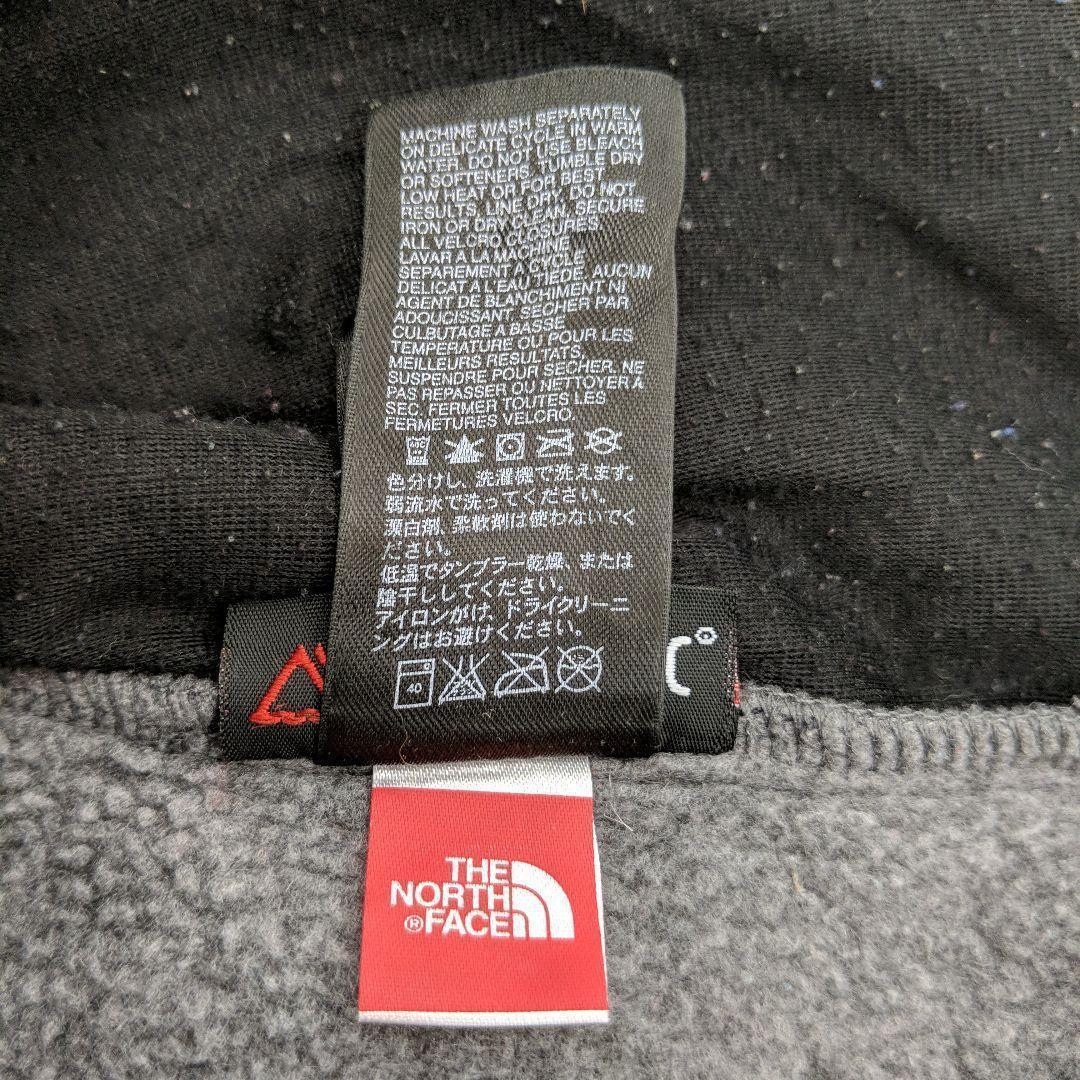 MACHINE WASH SEPARATELY
ON DELICATE CYCLE IN WARM
WATER. DO NOT USE BLEACH
OR SOFTENERS. TUMBLE DRY
LOW HEAT OR FOR BEST
RESULTS, LINE DRY. DO NOT
IRON OR DRY CLEAN. SECURE
ALL VELCRO CLOSURES.
LAVAR A LA MACHINE
SEPAREMENT A CYCLE
DELICAT A L'EAU TIEDE. AUCUN
AGENT DE BLANCHIMENT NI
ADOUCISSANT. SECHER PAR
CULBUTAGE A BASSE
TEMPERATURE OU POUR LES
MEILLEURS RESULTATS,
SUSPENDRE POUR SECHER. NE
PAS REPASSER OU NETTOYER A
SEC. FERMER TOUTES LES
FERMETURES VELCRO.
色分けし、洗濯機で洗えます。
弱流水で洗ってください。
漂白剤、柔軟剤は使わないでく
ださい。
低温でタンブラー乾燥、または
陰干ししてください。
アイロンがけ、ドライクリーニ
ングはお避けください。
40
C°
THE
NORTH
®FACE